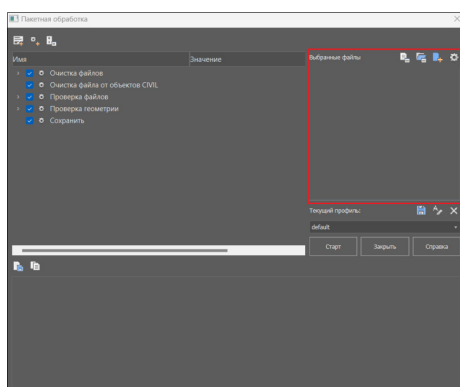 Пакетная обработка
Имя
Значение
Очистка файлов
Очистка файла от объектов CIVIL
Проверка файлов
Проверка геометрии
Сохранить
Выбранные файлы
Текущий профиль:
default
Старт
Закрыть
Справка